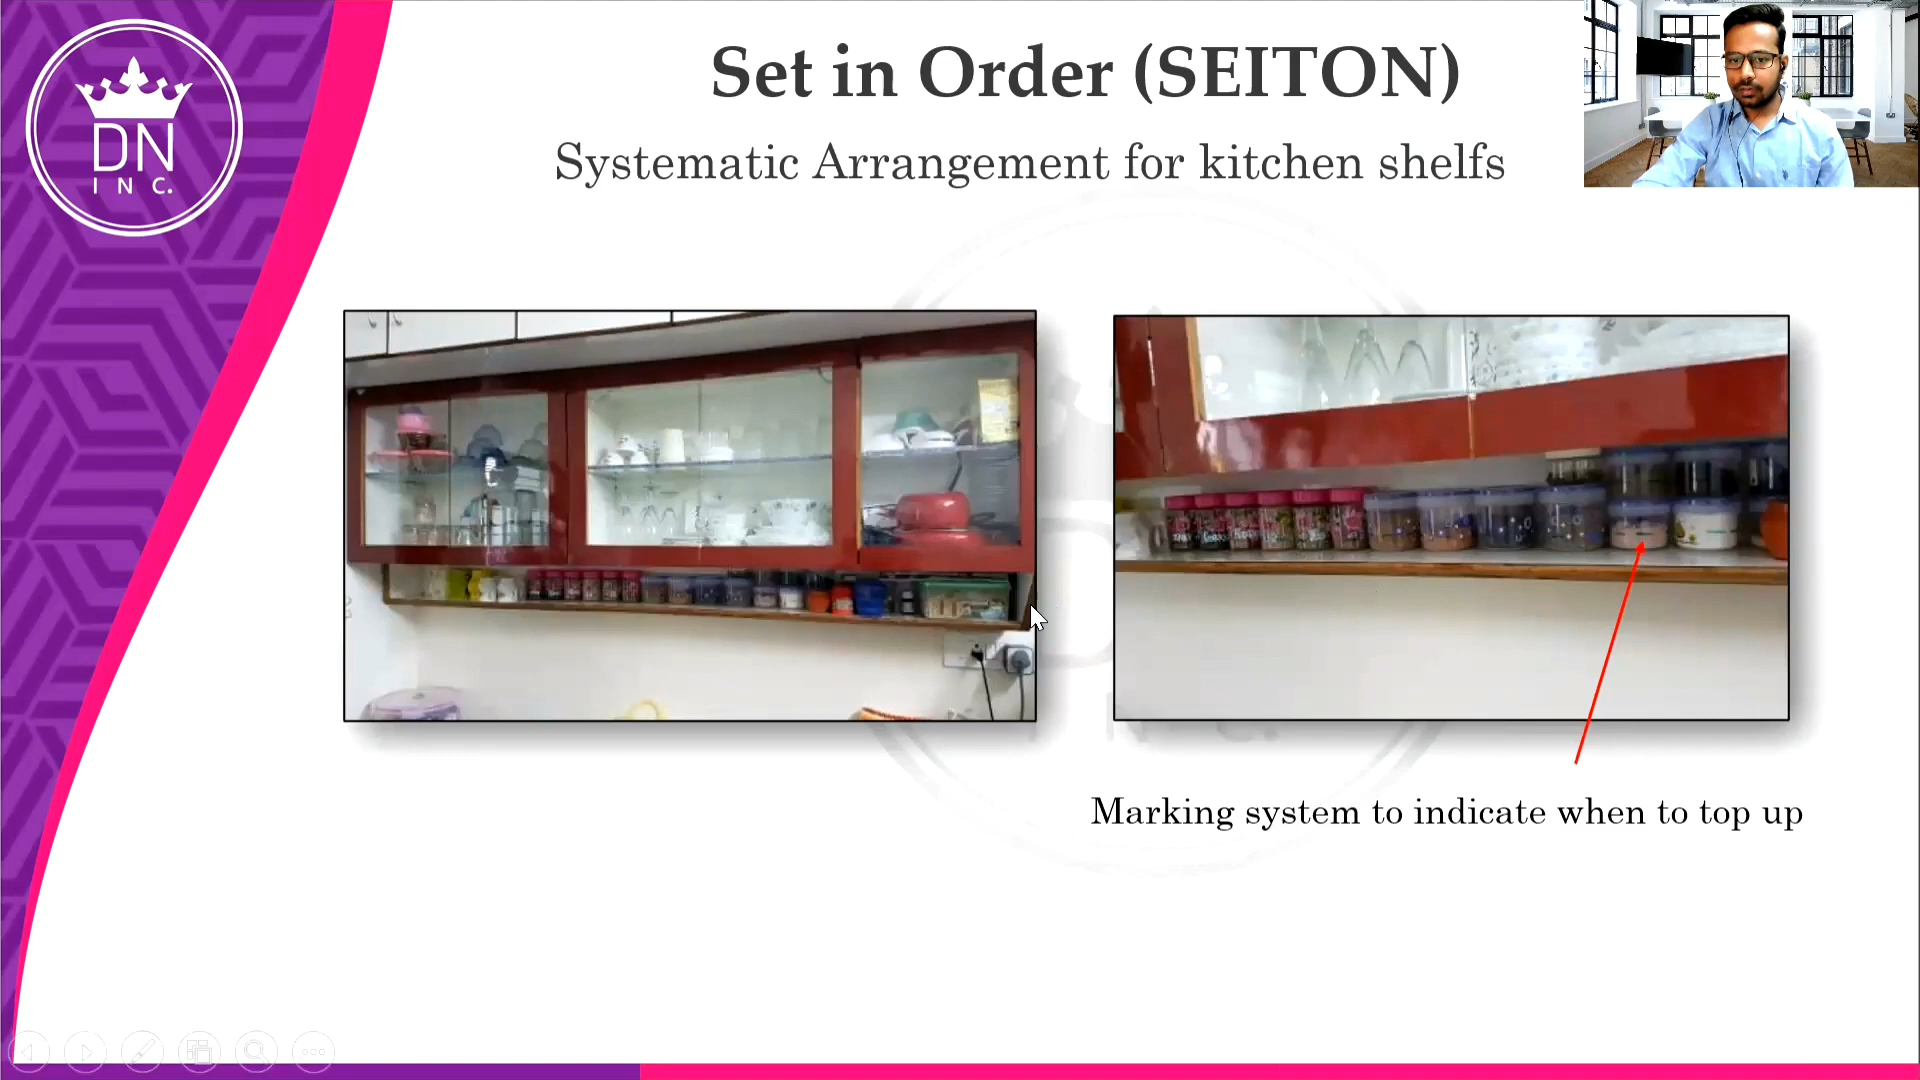 DN
INC.
Set in Order (SEITON)
Systematic Arrangement for kitchen shelfs
Marking system to indicate when to top up